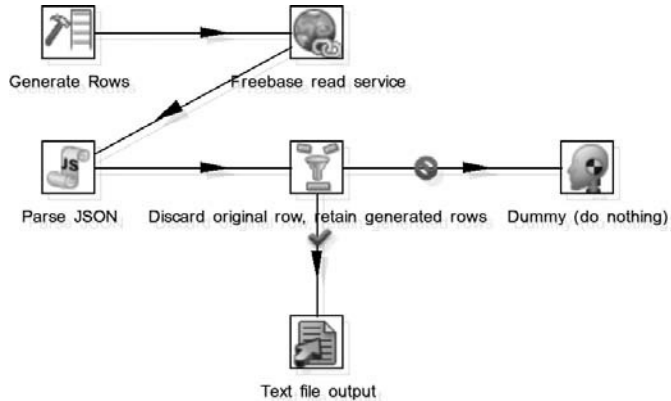 Generate Rows
Freebase read service
JS
Parse JSON
Discard original row, retain generated rows
Dummy (do nothing)
Text file output